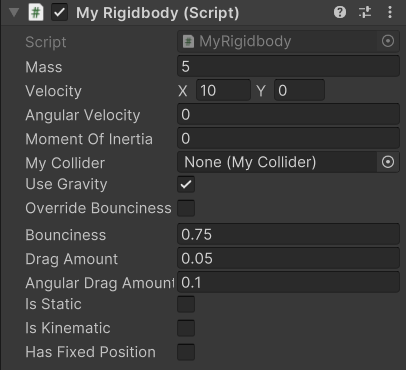 My Rigidbody (Script)
Script MyRigidbody
Mass 5
Velocity X 10 Y 0
Angular Velocity 0
Moment Of Inertia 0
My Collider None (My Collider)
Use Gravity
Override Bounciness
Bounciness 0.75
Drag Amount 0.05
Angular Drag Amount 0.1
Is Static
Is Kinematic
Has Fixed Position